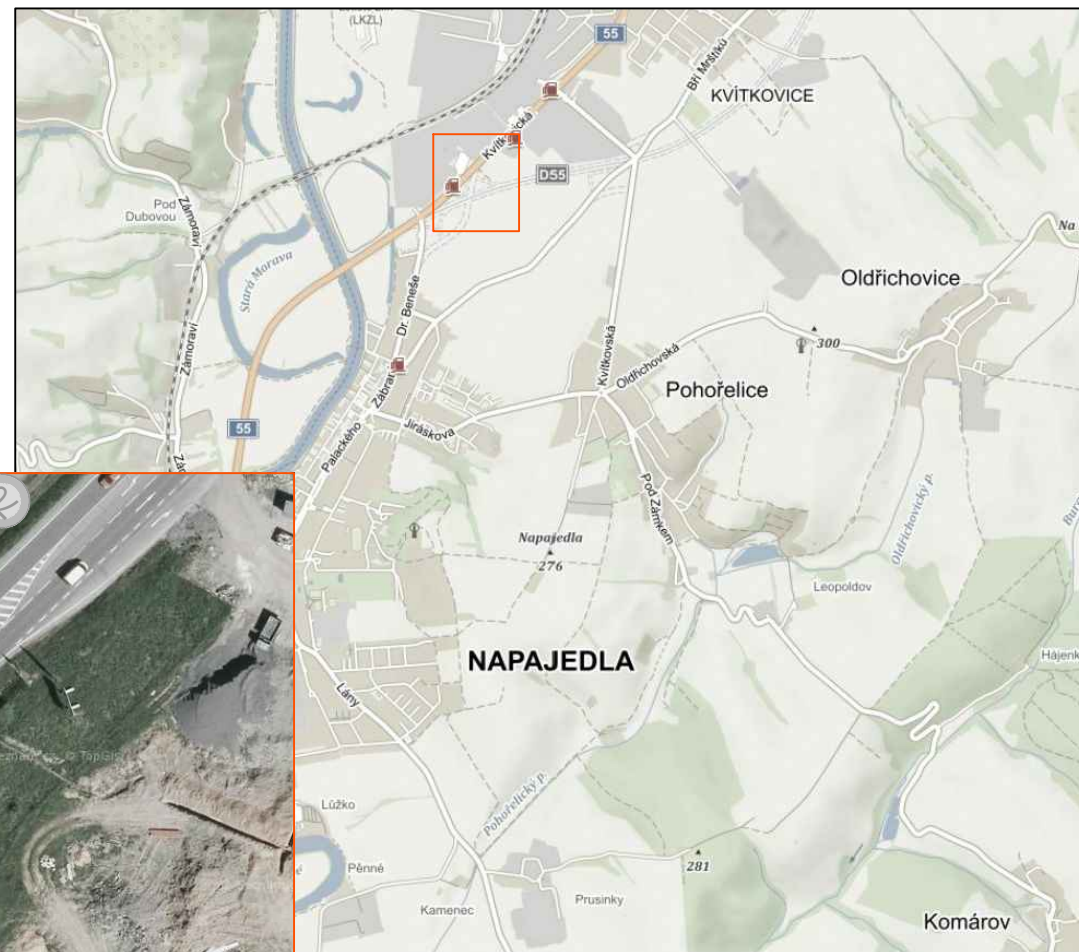 (LKZL)
55
Bří Mrštíků
KVÍTKOVICE
Kvítkovická
D55
Pod
Dubovou
Zámoraví
Na
Stará Morava
Oldřichovice
Dr. Beneše
Zámoraví
Kvítkovská
300
Oldřichovská
Pohořelice
Jiráskova
55
Palackého
Pod Zámkem
Oldřichovický p.
Napajedla
276
Leopoldov
NAPAJEDLA
Hájenk
Lány
Pohořelický p.
Lůžko
281
Pěnné
Prusinky
Kamenec
Komárov